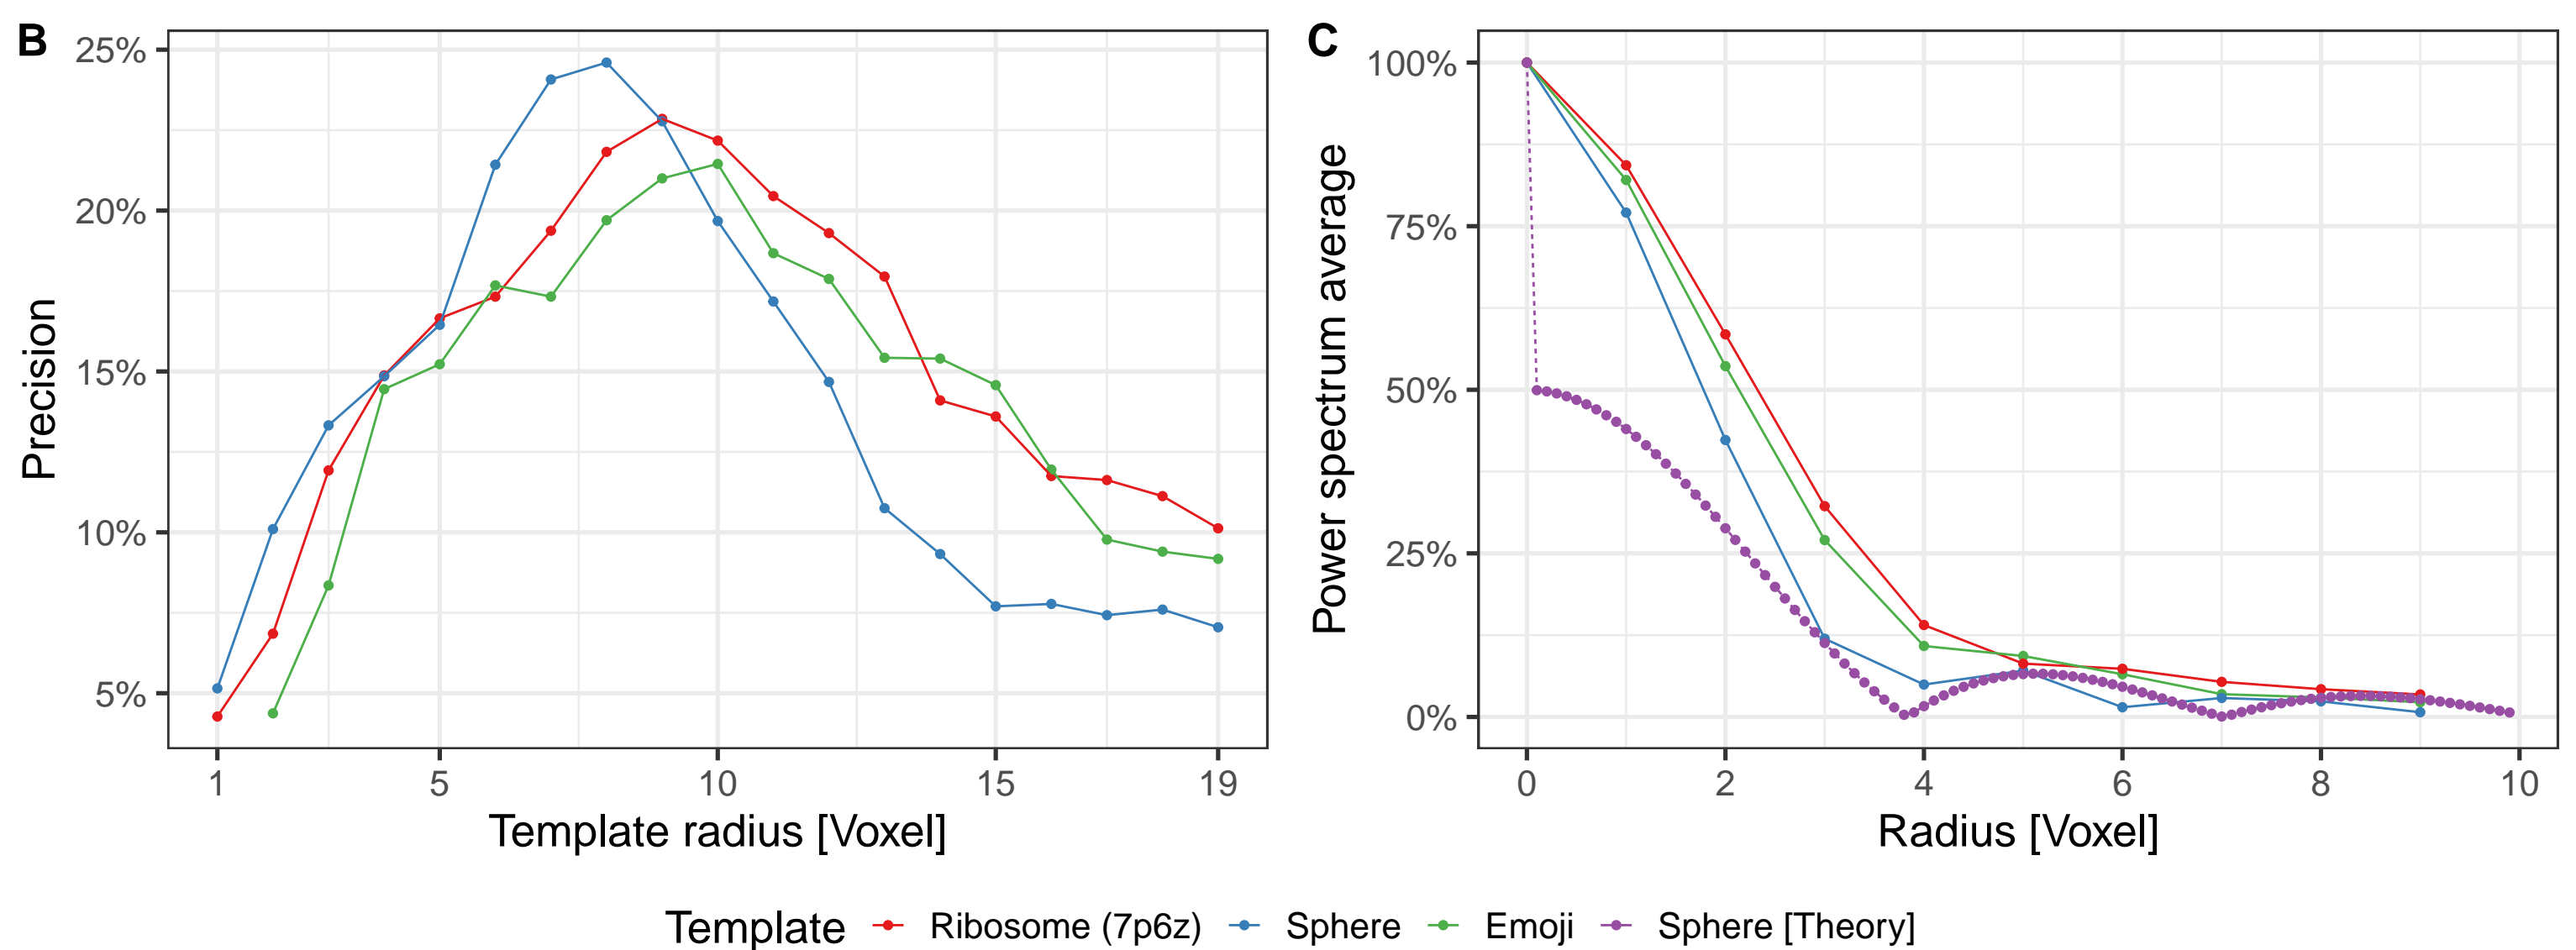 B
25%
20%
15%
10%
5%
Precision
1 5 10 15 19
Template radius [Voxel]
C
100%
75%
50%
25%
0%
Power spectrum average
0 2 4 6 8 10
Radius [Voxel]
Template Ribosome (7p6z) Sphere Emoji Sphere [Theory]